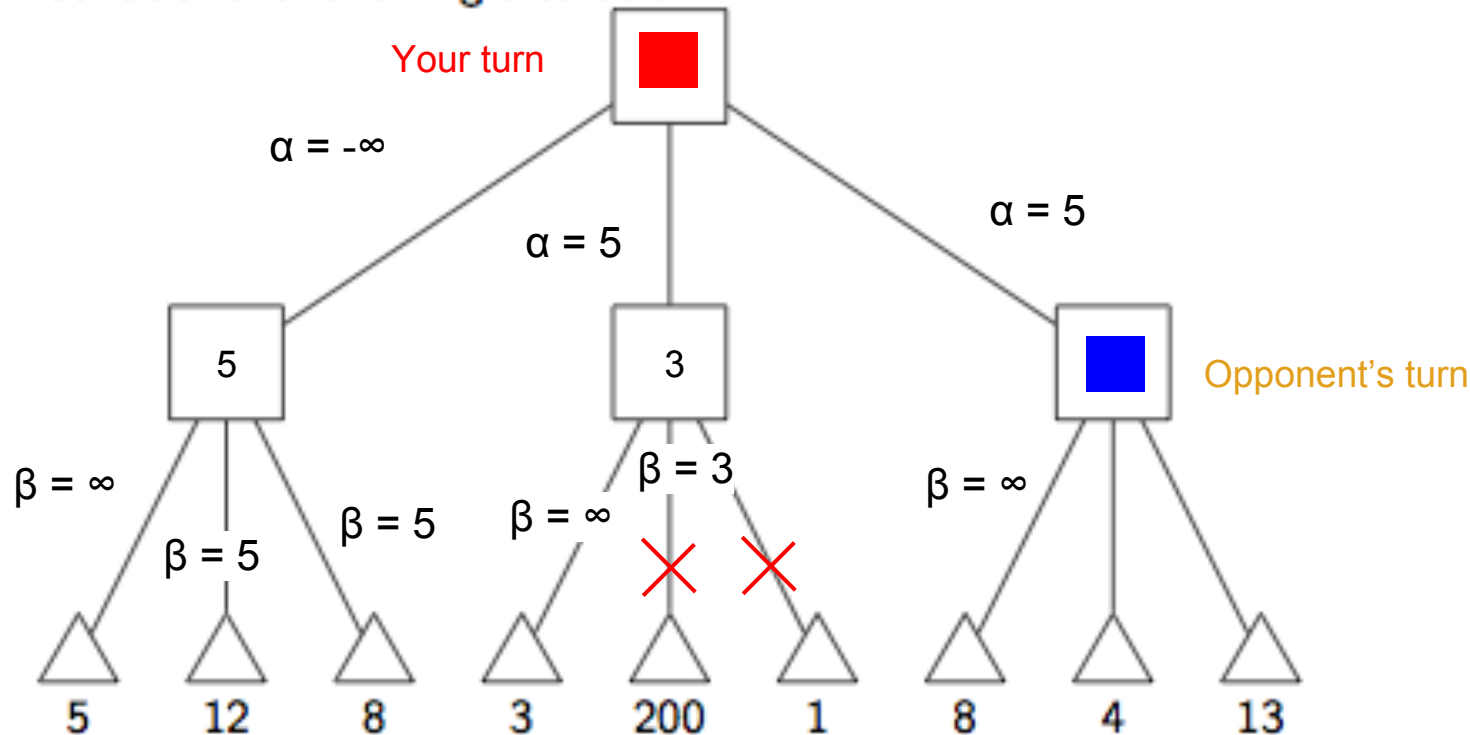 Your turn
α = -∞
α = 5
α = 5
5
3
Opponent's turn
β = ∞
β = 5
β = 5
β = ∞
β = 3
β = ∞
5 12 8 3 200 1 8 4 13